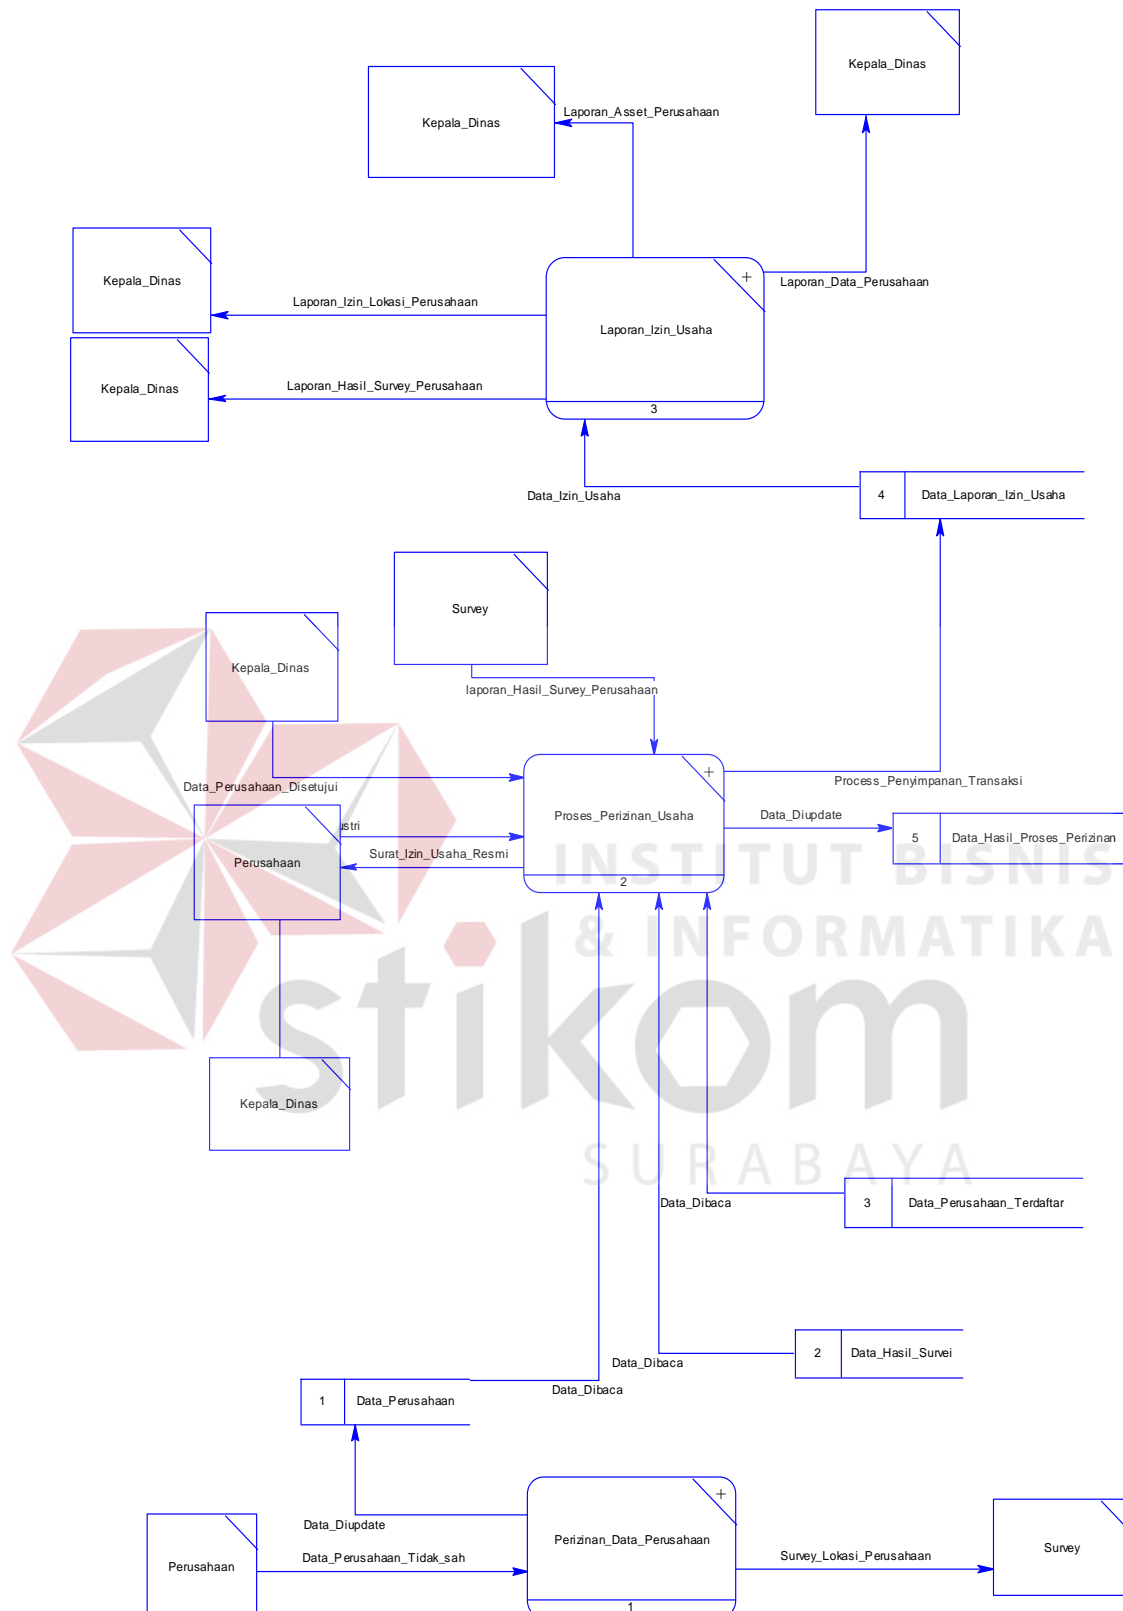 Kepala_Dinas
Kepala_Dinas
Laporan_Asset_Perusahaan
Kepala_Dinas
Laporan_Izin_Lokasi_Perusahaan
+
Laporan_Data_Perusahaan
Laporan_Izin_Usaha
Kepala_Dinas
Laporan_Hasil_Survey_Perusahaan
3
Data_Izin_Usaha
4 Data_Laporan_Izin_Usaha
Survey
Kepala_Dinas
laporan_Hasil_Survey_Perusahaan
Data_Perusahaan_Disetujui
+
Process_Penyimpanan_Transaksi
Proses_Perizinan_Usaha
Data_Diupdate
ustri
5 Data_Hasil_Proses_Perizinan
Surat_Izin_Usaha_Resmi
Perusahaan
2
INSTITUT BISNIS
& INFORMATIKA
stikom
SURABAYA
Kepala_Dinas
Data_Dibaca
3 Data_Perusahaan_Terdaftar
Data_Dibaca
2 Data_Hasil_Survei
Data_Dibaca
1 Data_Perusahaan
+
Data_Diupdate
Perizinan_Data_Perusahaan
Perusahaan
Data_Perusahaan_Tidak_sah
Survey_Lokasi_Perusahaan
Survey
1